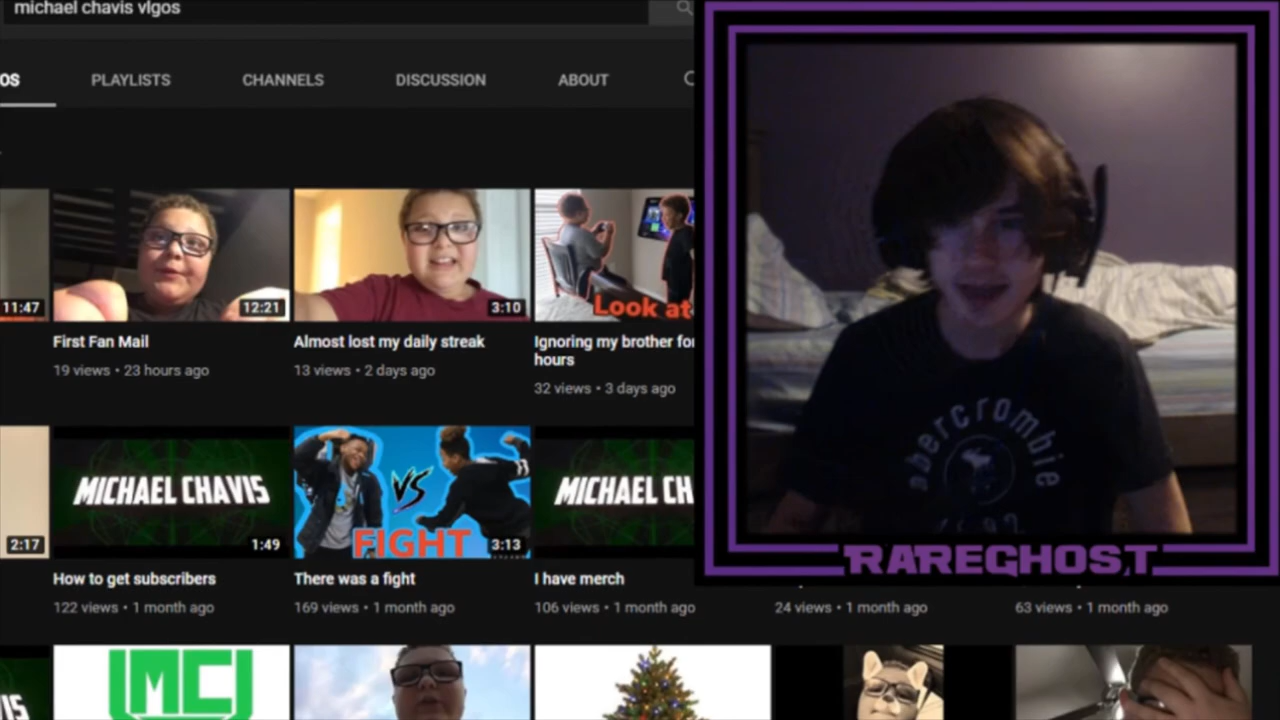 michael chavis vlgos
OS
PLAYLISTS
CHANNELS
DISCUSSION
ABOUT
11:47
12:21
3:10
Look at
First Fan Mail
Almost lost my daily streak
Ignoring my brother for
hours
19 views • 23 hours ago
13 views • 2 days ago
32 views • 3 days ago
abercrombie
1892
RAREGHOST
2:17
MICHAEL CHAVIS
1:49
VS
FIGHT
3:13
MICHAEL CH
How to get subscribers
There was a fight
I have merch
122 views • 1 month ago
169 views • 1 month ago
106 views • 1 month ago
24 views • 1 month ago
63 views • 1 month ago
IS
MC